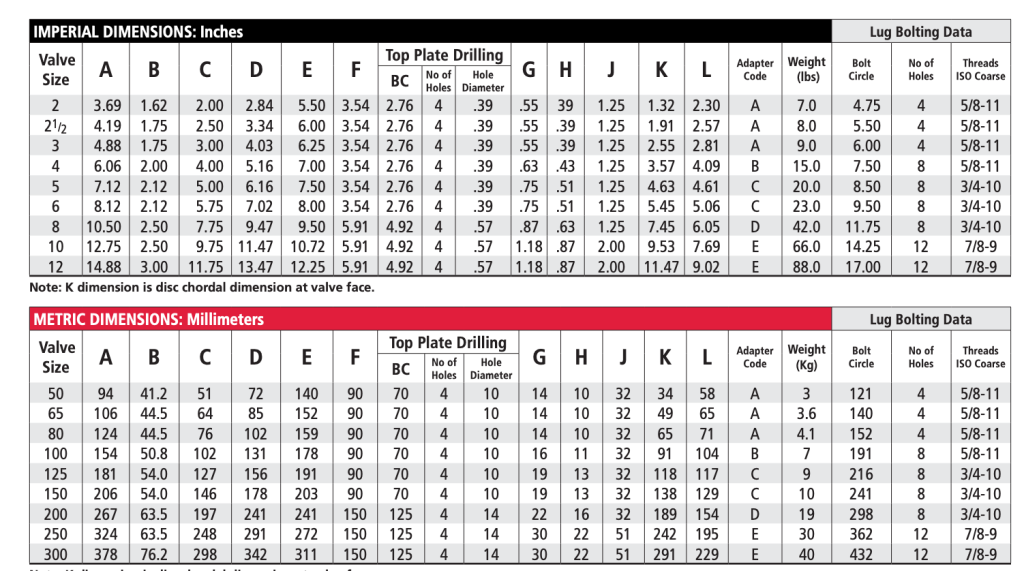 IMPERIAL DIMENSIONS: Inches Lug Bolting Data
Valve Size A B C D E F Top Plate Drilling BC No of Holes Hole Diameter G H J K L Adapter Code Weight (lbs) Bolt Circle No of Holes Threads ISO Coarse
2 3.69 1.62 2.00 2.84 5.50 3.54 2.76 4 .39 .55 39 1.25 1.32 2.30 A 7.0 4.75 4 5/8-11
2 1/2 4.19 1.75 2.50 3.34 6.00 3.54 2.76 4 .39 .55 .39 1.25 1.91 2.57 A 8.0 5.50 4 5/8-11
3 4.88 1.75 3.00 4.03 6.25 3.54 2.76 4 .39 .55 .39 1.25 2.55 2.81 A 9.0 6.00 4 5/8-11
4 6.06 2.00 4.00 5.16 7.00 3.54 2.76 4 .39 .63 .43 1.25 3.57 4.09 B 15.0 7.50 8 5/8-11
5 7.12 2.12 5.00 6.16 7.50 3.54 2.76 4 .39 .75 .51 1.25 4.63 4.61 C 20.0 8.50 8 3/4-10
6 8.12 2.12 5.75 7.02 8.00 3.54 2.76 4 .39 .75 .51 1.25 5.45 5.06 C 23.0 9.50 8 3/4-10
8 10.50 2.50 7.75 9.47 9.50 5.91 4.92 4 .57 .87 .63 1.25 7.45 6.05 D 42.0 11.75 8 3/4-10
10 12.75 2.50 9.75 11.47 10.72 5.91 4.92 4 .57 1.18 .87 2.00 9.53 7.69 E 66.0 14.25 12 7/8-9
12 14.88 3.00 11.75 13.47 12.25 5.91 4.92 4 .57 1.18 .87 2.00 11.47 9.02 E 88.0 17.00 12 7/8-9
Note: K dimension is disc chordal dimension at valve face.
METRIC DIMENSIONS: Millimeters Lug Bolting Data
Valve Size A B C D E F Top Plate Drilling BC No of Holes Hole Diameter G H J K L Adapter Code Weight (Kg) Bolt Circle No of Holes Threads ISO Coarse
50 94 41.2 51 72 140 90 70 4 10 14 10 32 34 58 A 3 121 4 5/8-11
65 106 44.5 64 85 152 90 70 4 10 14 10 32 49 65 A 3.6 140 4 5/8-11
80 124 44.5 76 102 159 90 70 4 10 14 10 32 65 71 A 4.1 152 4 5/8-11
100 154 50.8 102 131 178 90 70 4 10 16 11 32 91 104 B 7 191 8 5/8-11
125 181 54.0 127 156 191 90 70 4 10 19 13 32 118 117 C 9 216 8 3/4-10
150 206 54.0 146 178 203 90 70 4 10 19 13 32 138 129 C 10 241 8 3/4-10
200 267 63.5 197 241 241 150 125 4 14 22 16 32 189 154 D 19 298 8 3/4-10
250 324 63.5 248 291 272 150 125 4 14 30 22 51 242 195 E 30 362 12 7/8-9
300 378 76.2 298 342 311 150 125 4 14 30 22 51 291 229 E 40 432 12 7/8-9